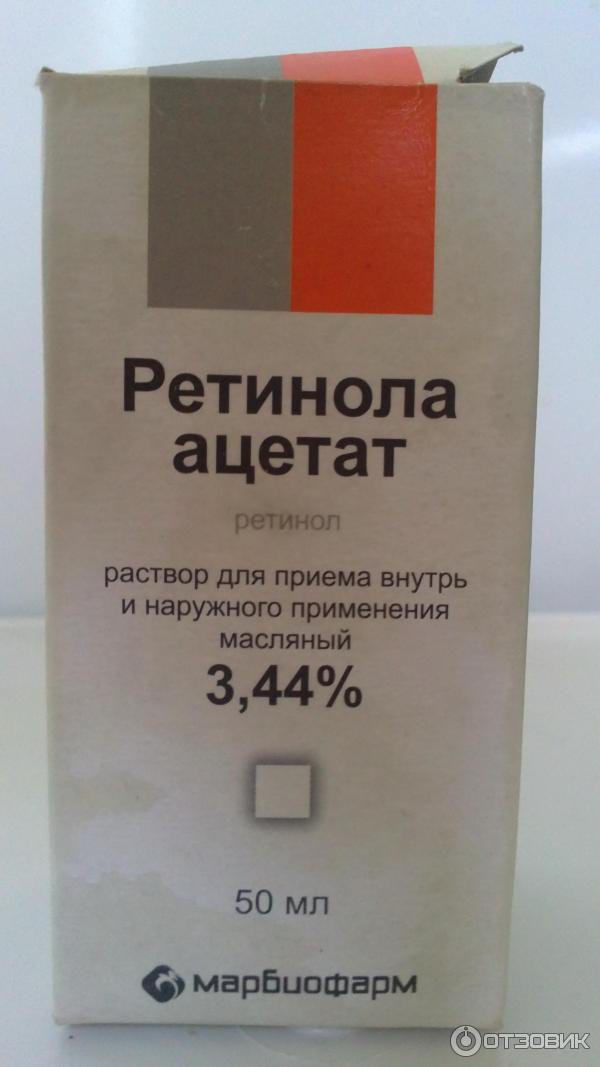 Ретинола
ацетат
ретинол
раствор для приема внутрь
и наружного применения
масляный
3,44%
50 мл
марбиофарм
ОТЗОВИК